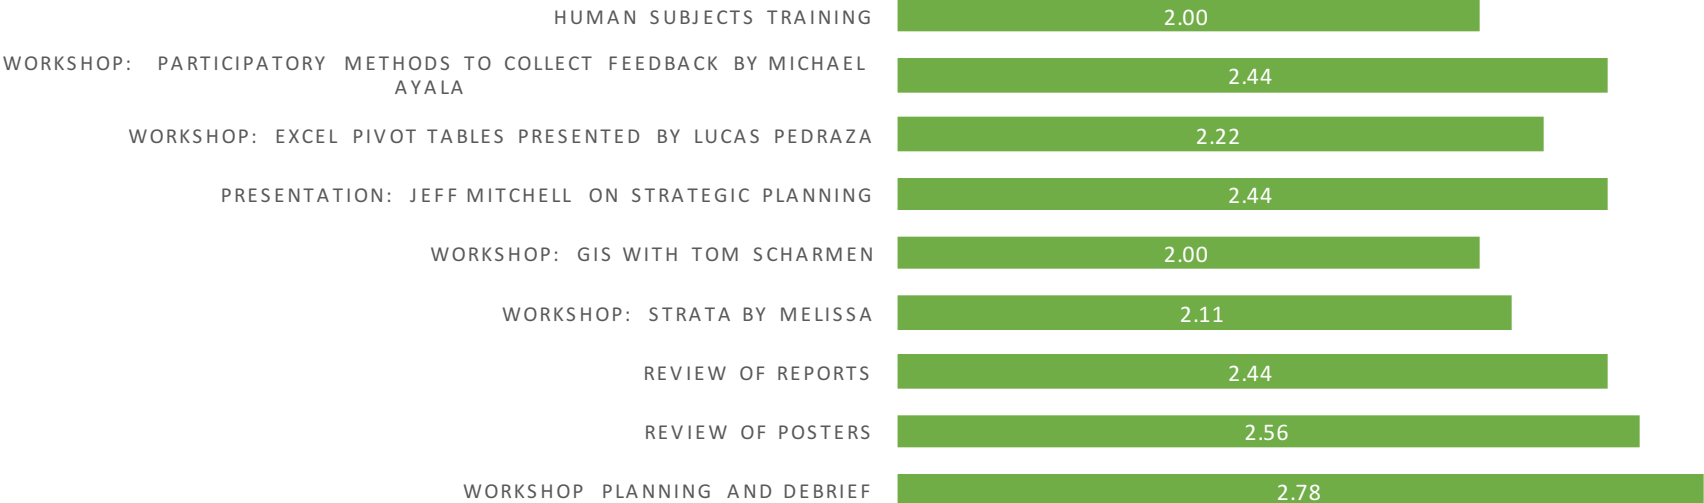 HUMAN SUBJECTS TRAINING
2.00
WORKSHOP: PARTICIPATORY METHODS TO COLLECT FEEDBACK BY MICHAEL
AYALA
2.44
WORKSHOP: EXCEL PIVOT TABLES PRESENTED BY LUCAS PEDRAZA
2.22
PRESENTATION: JEFF MITCHELL ON STRATEGIC PLANNING
2.44
WORKSHOP: GIS WITH TOM SCHARMEN
2.00
WORKSHOP: STRATA BY MELISSA
2.11
REVIEW OF REPORTS
2.44
REVIEW OF POSTERS
2.56
WORKSHOP PLANNING AND DEBRIEF
2.78